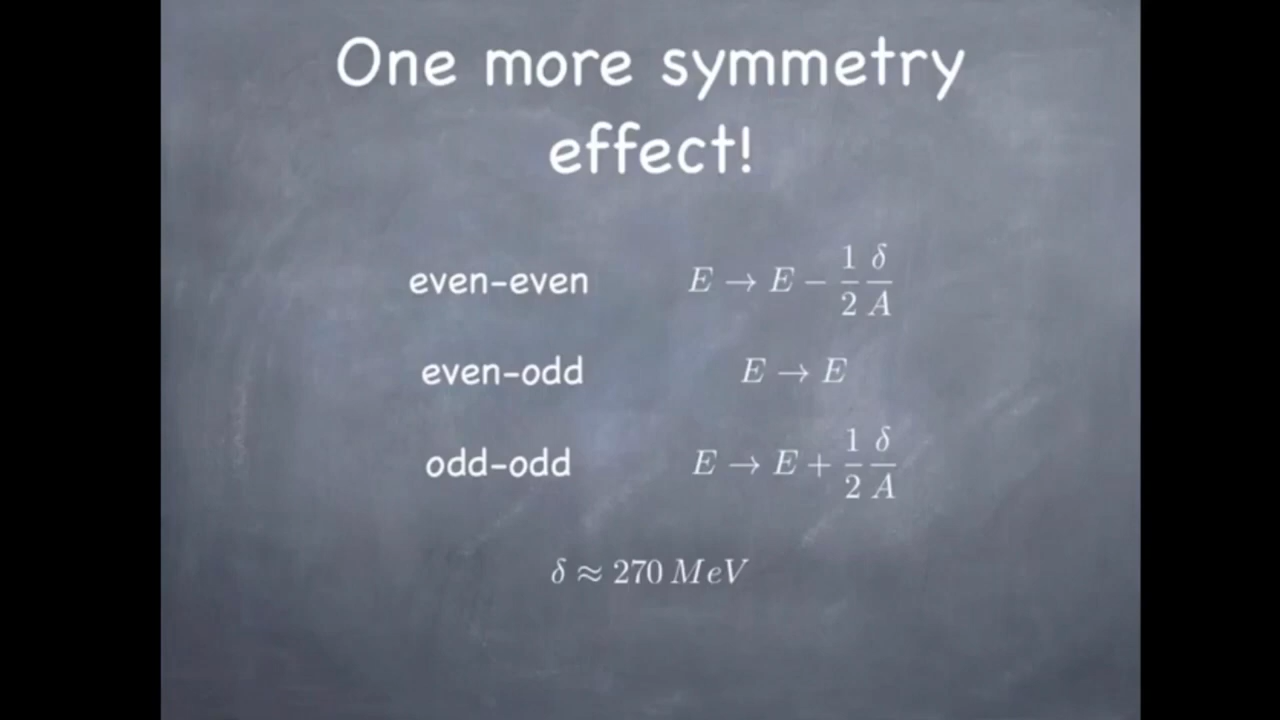 One more symmetry
effect!
even-even E → E − 1/2 δ/A
even-odd E → E
odd-odd E → E + 1/2 δ/A
δ ≈ 270 MeV